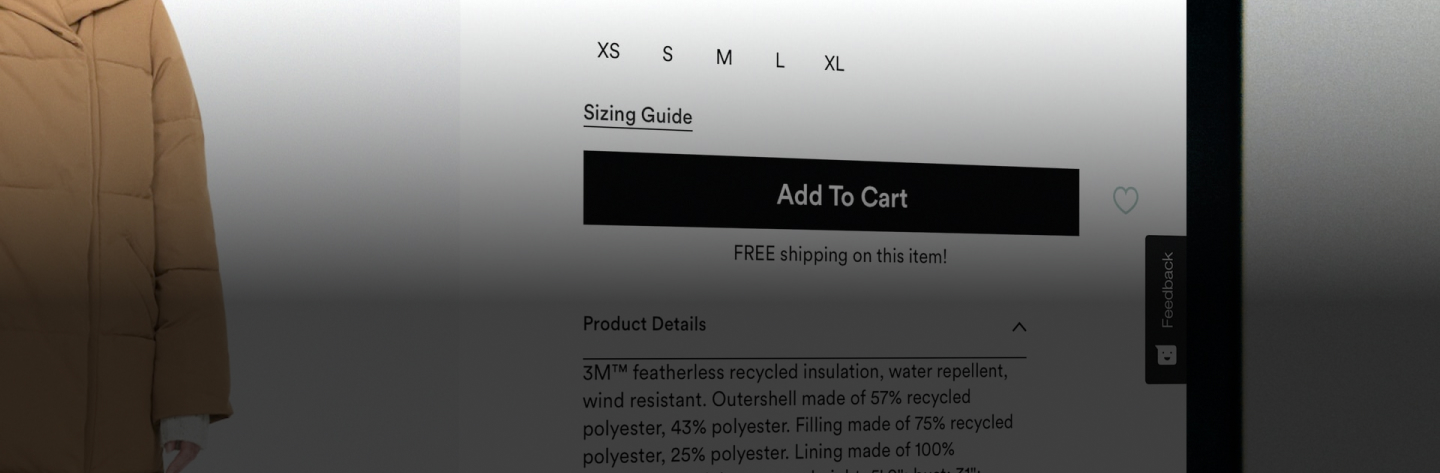 XS S M L XL
Sizing Guide
Add To Cart
FREE shipping on this item!
Feedback
Product Details
3M™ featherless recycled insulation, water repellent,
wind resistant. Outershell made of 57% recycled
polyester, 43% polyester. Filling made of 75% recycled
polyester, 25% polyester. Lining made of 100%